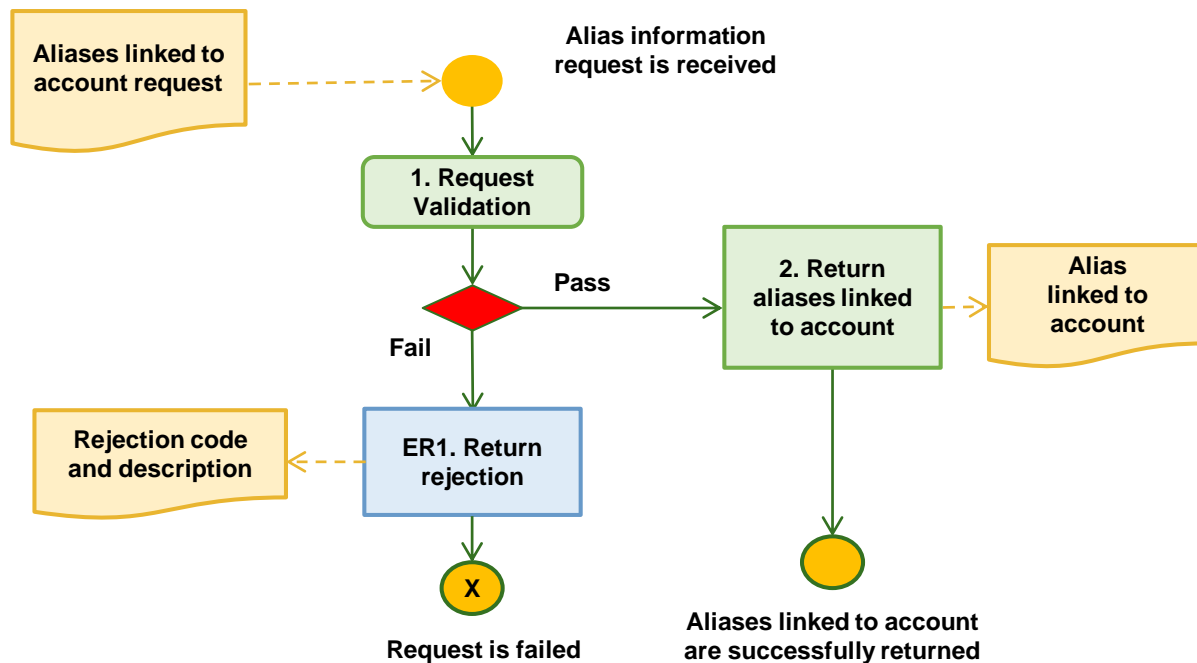 Aliases linked to
account request
Alias information
request is received
1. Request
Validation
Pass
2. Return
aliases linked
to account
Alias
linked to
account
Fail
Rejection code
and description
ER1. Return
rejection
X
Request is failed
Aliases linked to account
are successfully returned